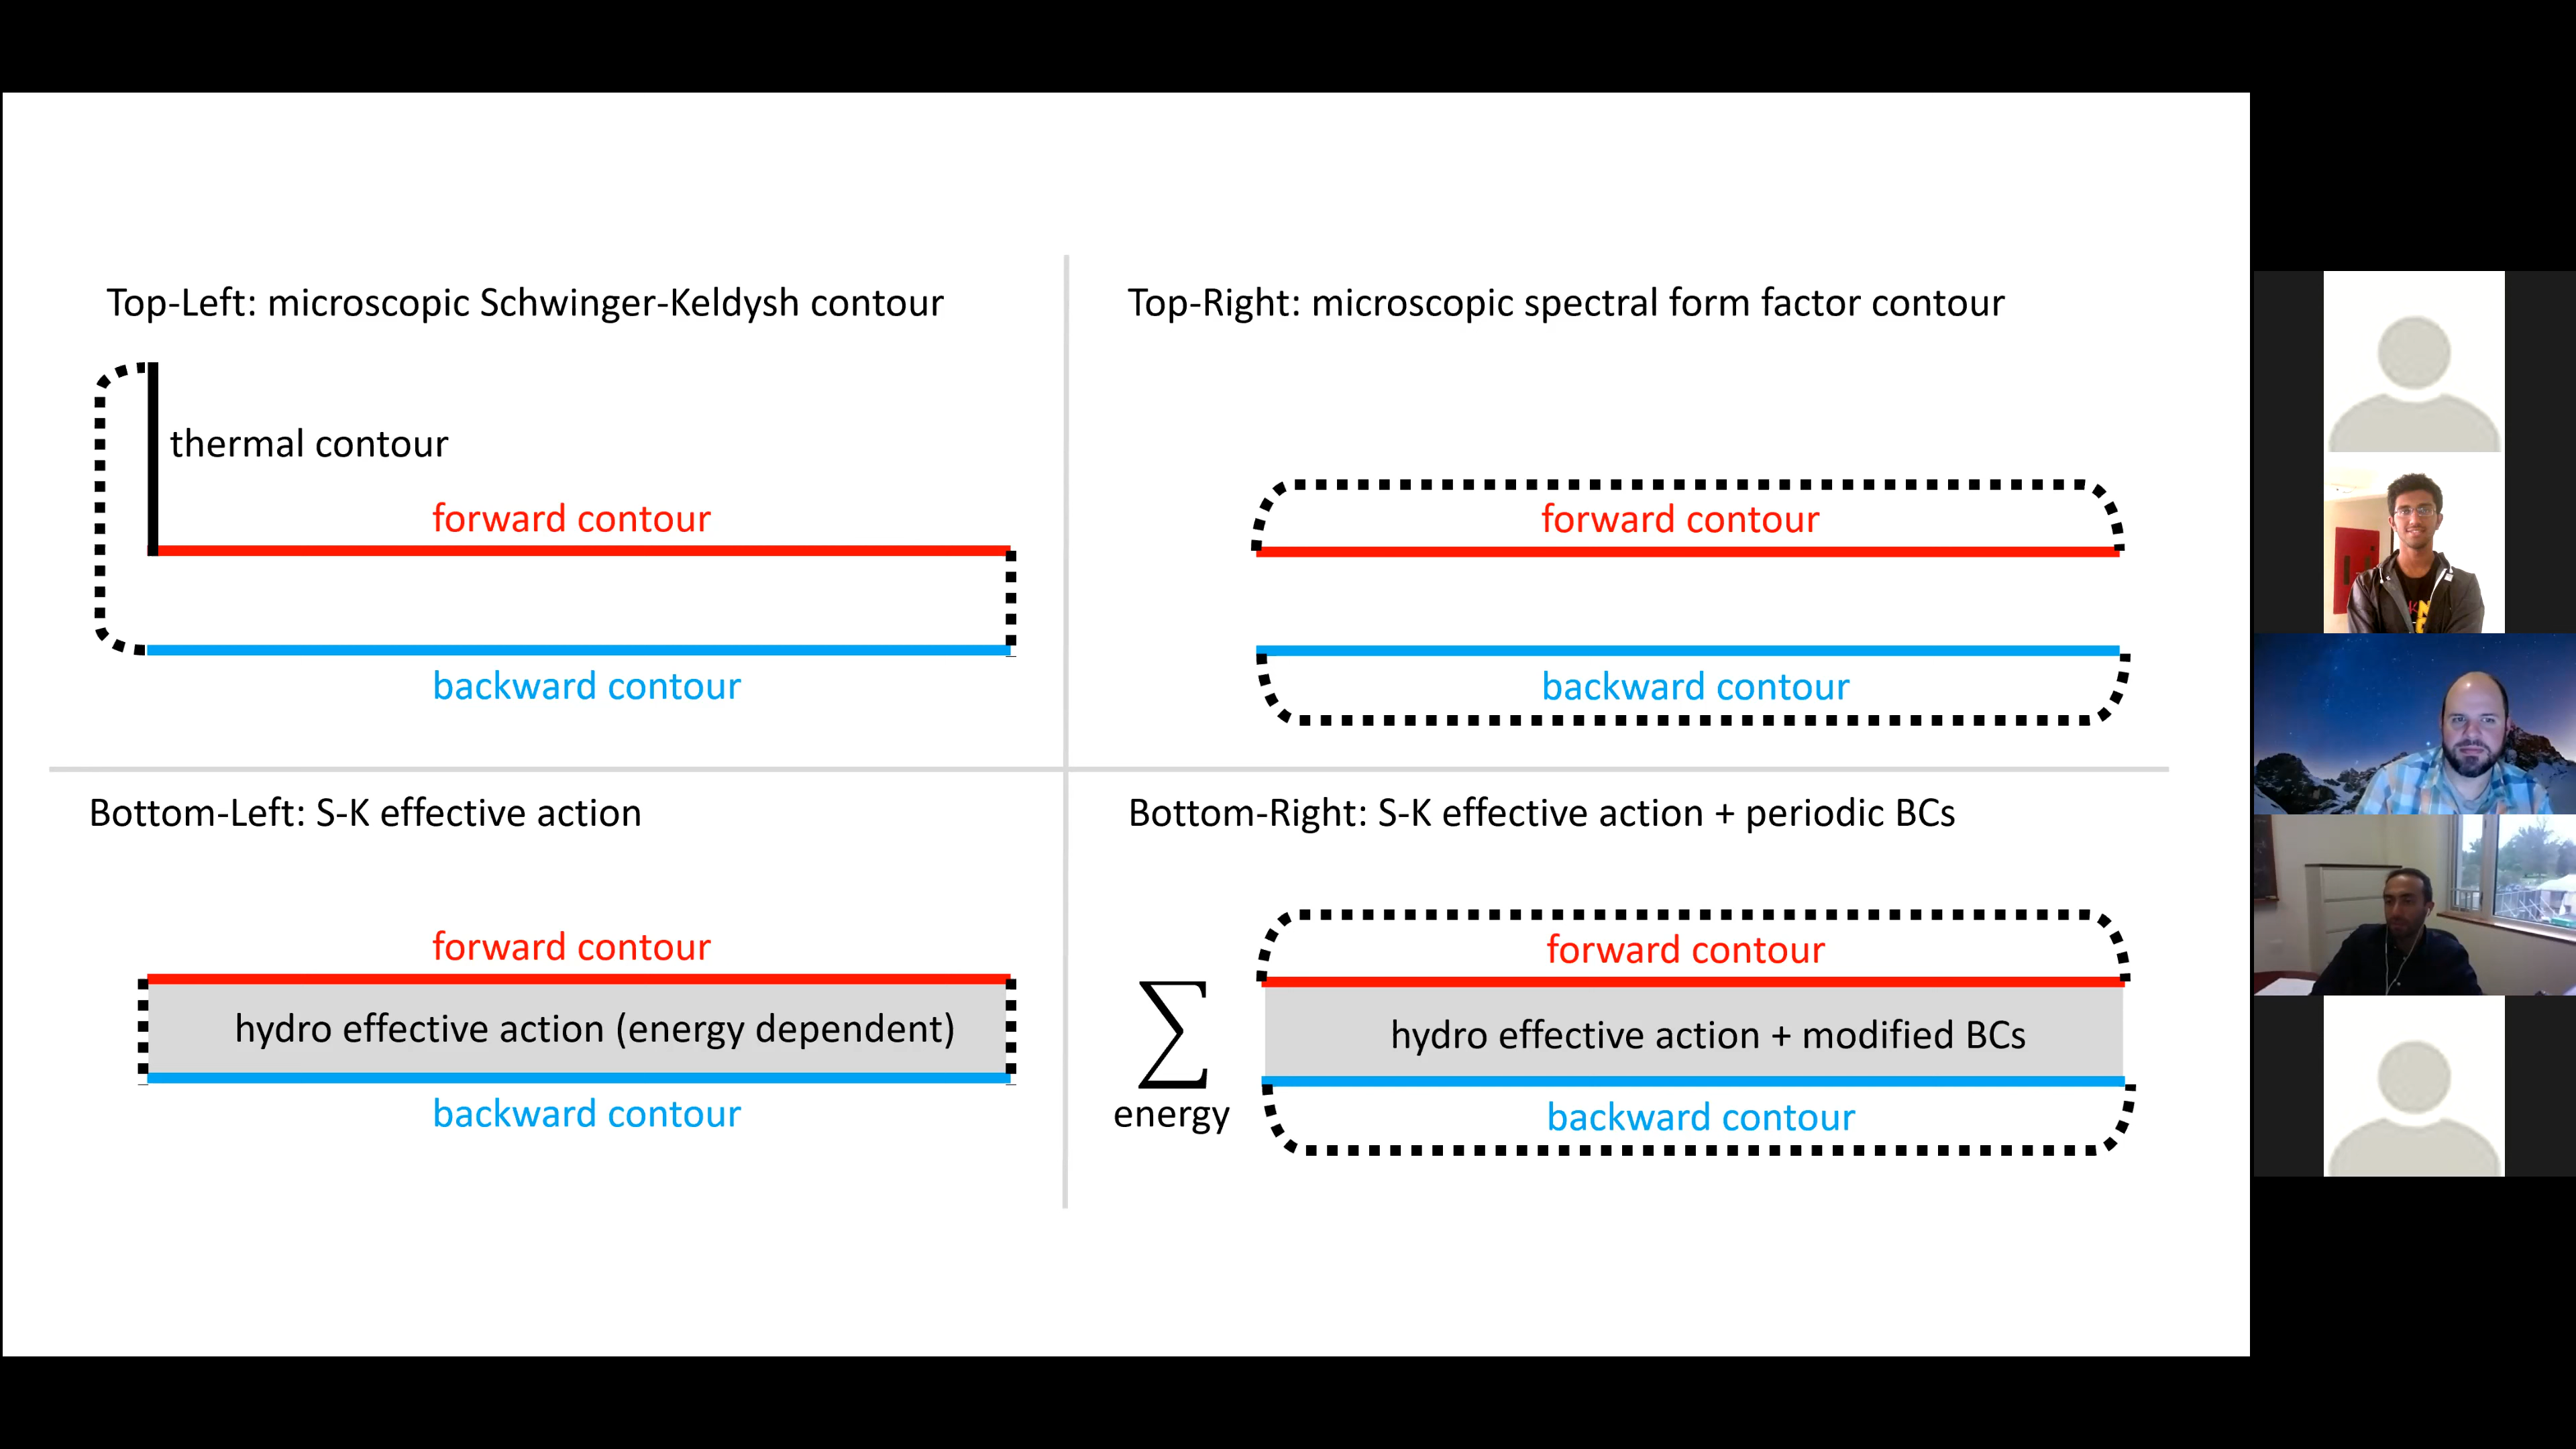 Top-Left: microscopic Schwinger-Keldysh contour
thermal contour
forward contour
backward contour
Top-Right: microscopic spectral form factor contour
forward contour
backward contour
Bottom-Left: S-K effective action
forward contour
hydro effective action (energy dependent)
backward contour
Bottom-Right: S-K effective action + periodic BCs
∑
energy
forward contour
hydro effective action + modified BCs
backward contour